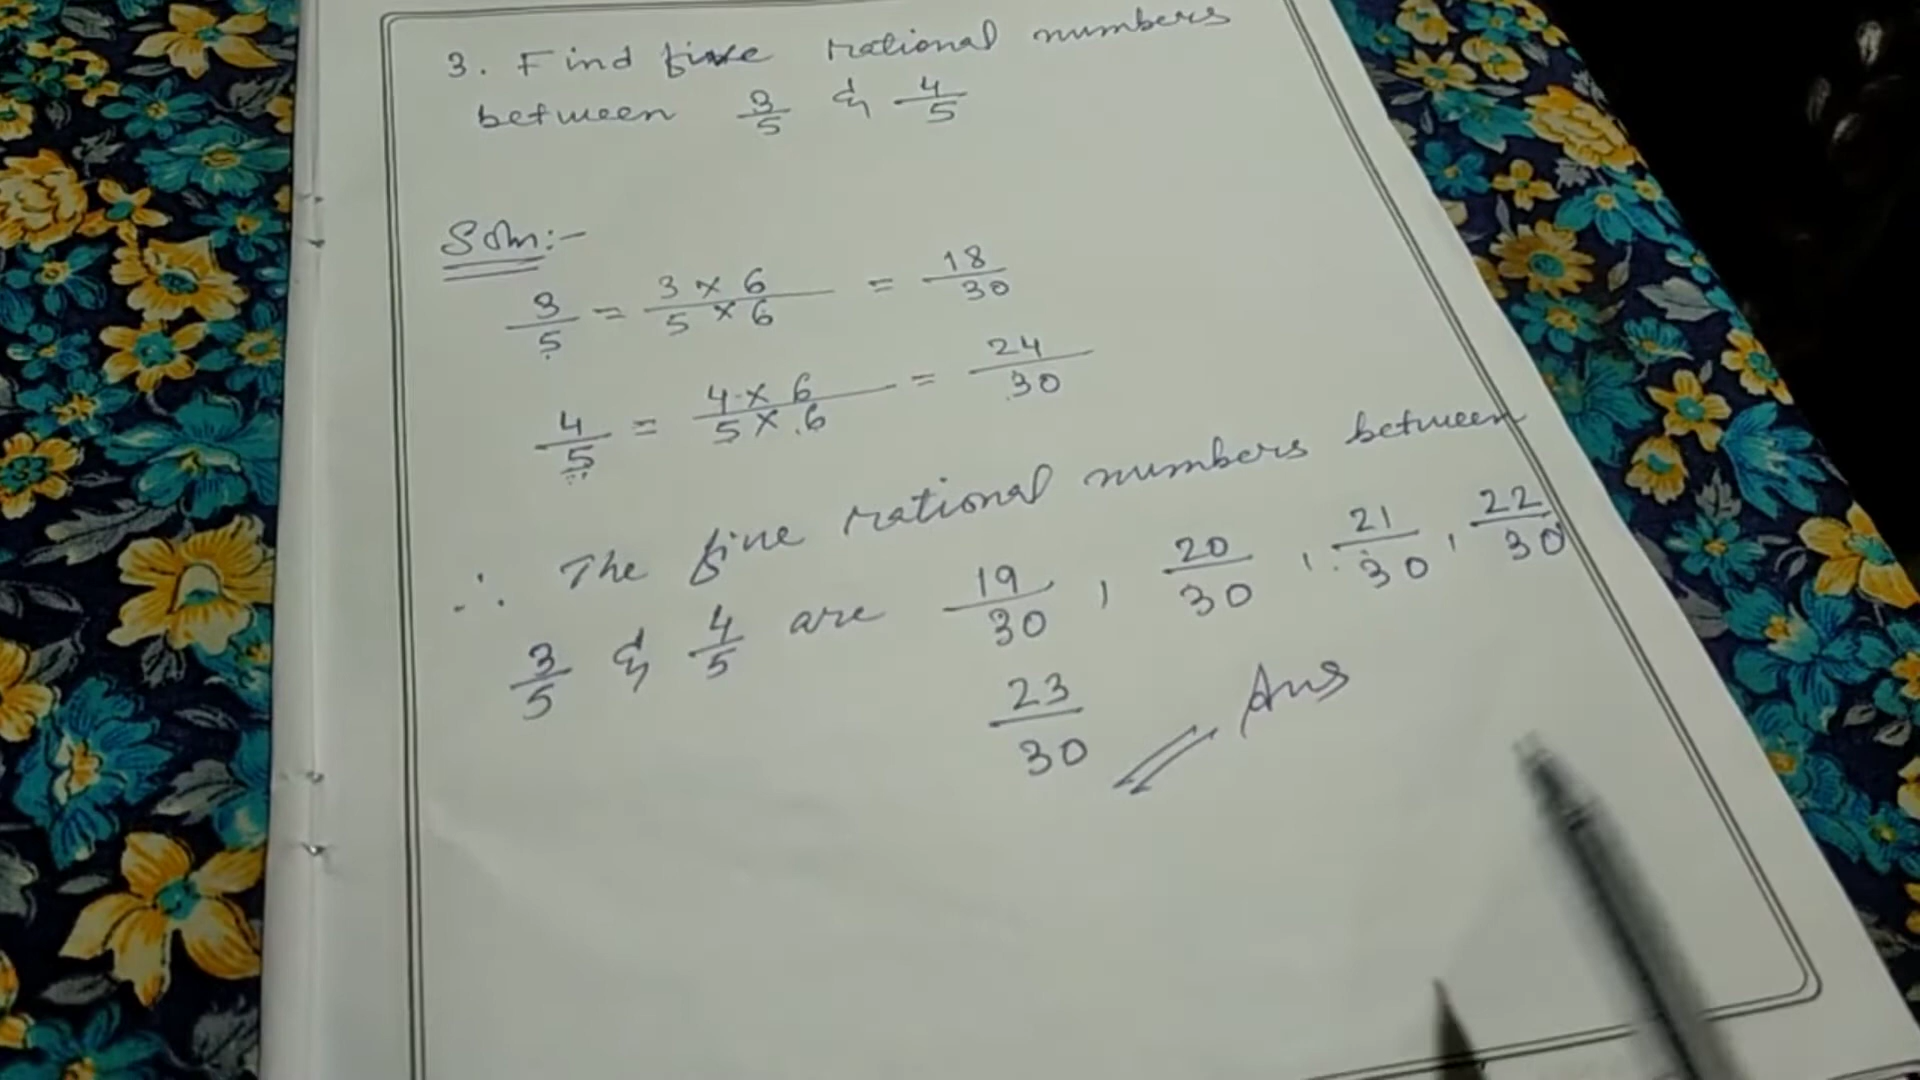 3. Find five rational numbers
between 3/5 & 4/5
Soln:-
3/5 = 3 × 6 / 5 × 6 = 18/30
4/5 = 4 × 6 / 5 × 6 = 24/30
∴ The five rational numbers between
3/5 & 4/5 are 19/30, 20/30, 21/30, 22/30
23/30 // Ans